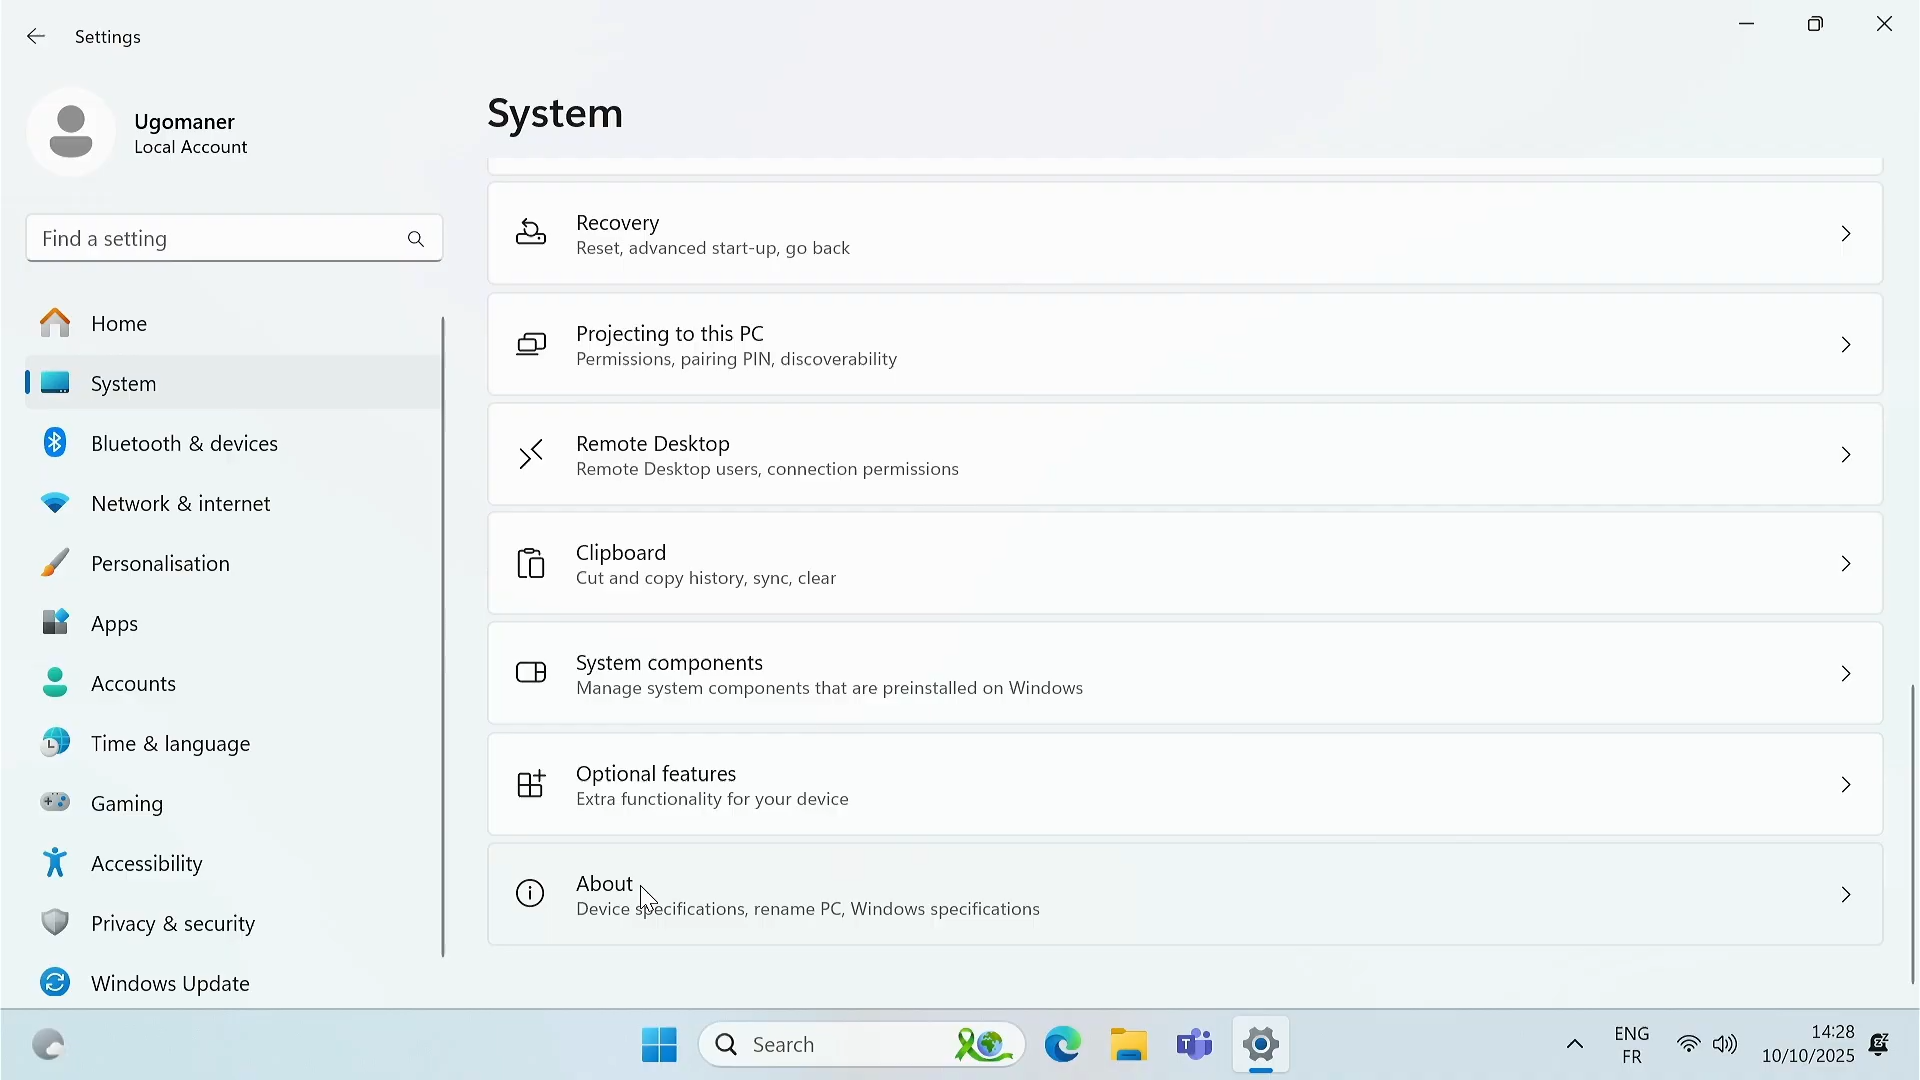 Settings
Ugomaner
Local Account
Find a setting
Home
System
Bluetooth & devices
Network & internet
Personalisation
Apps
Accounts
Time & language
Gaming
Accessibility
Privacy & security
Windows Update
System
Recovery
Reset, advanced start-up, go back
Projecting to this PC
Permissions, pairing PIN, discoverability
Remote Desktop
Remote Desktop users, connection permissions
Clipboard
Cut and copy history, sync, clear
System components
Manage system components that are preinstalled on Windows
Optional features
Extra functionality for your device
About
Device specifications, rename PC, Windows specifications
Search
ENG
FR
14:28
10/10/2025